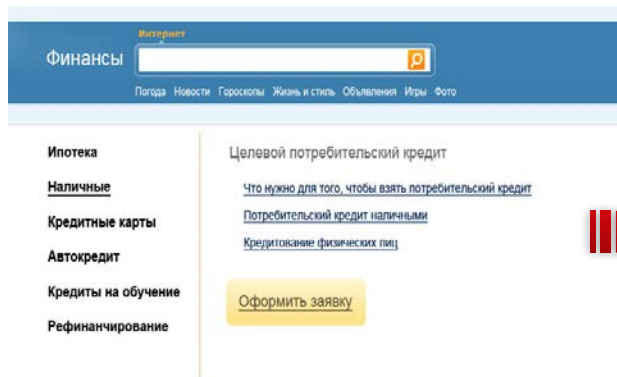 Интернет
Финансы
Погода Новости Гороскопы Жизнь и стиль Объявления Игры Фото
Ипотека
Целевой потребительский кредит
Наличные
Что нужно для того, чтобы взять потребительский кредит
Кредитные карты
Потребительский кредит наличными
Автокредит
Кредитование физических лиц
Кредиты на обучение
Оформить заявку
Рефинансирование